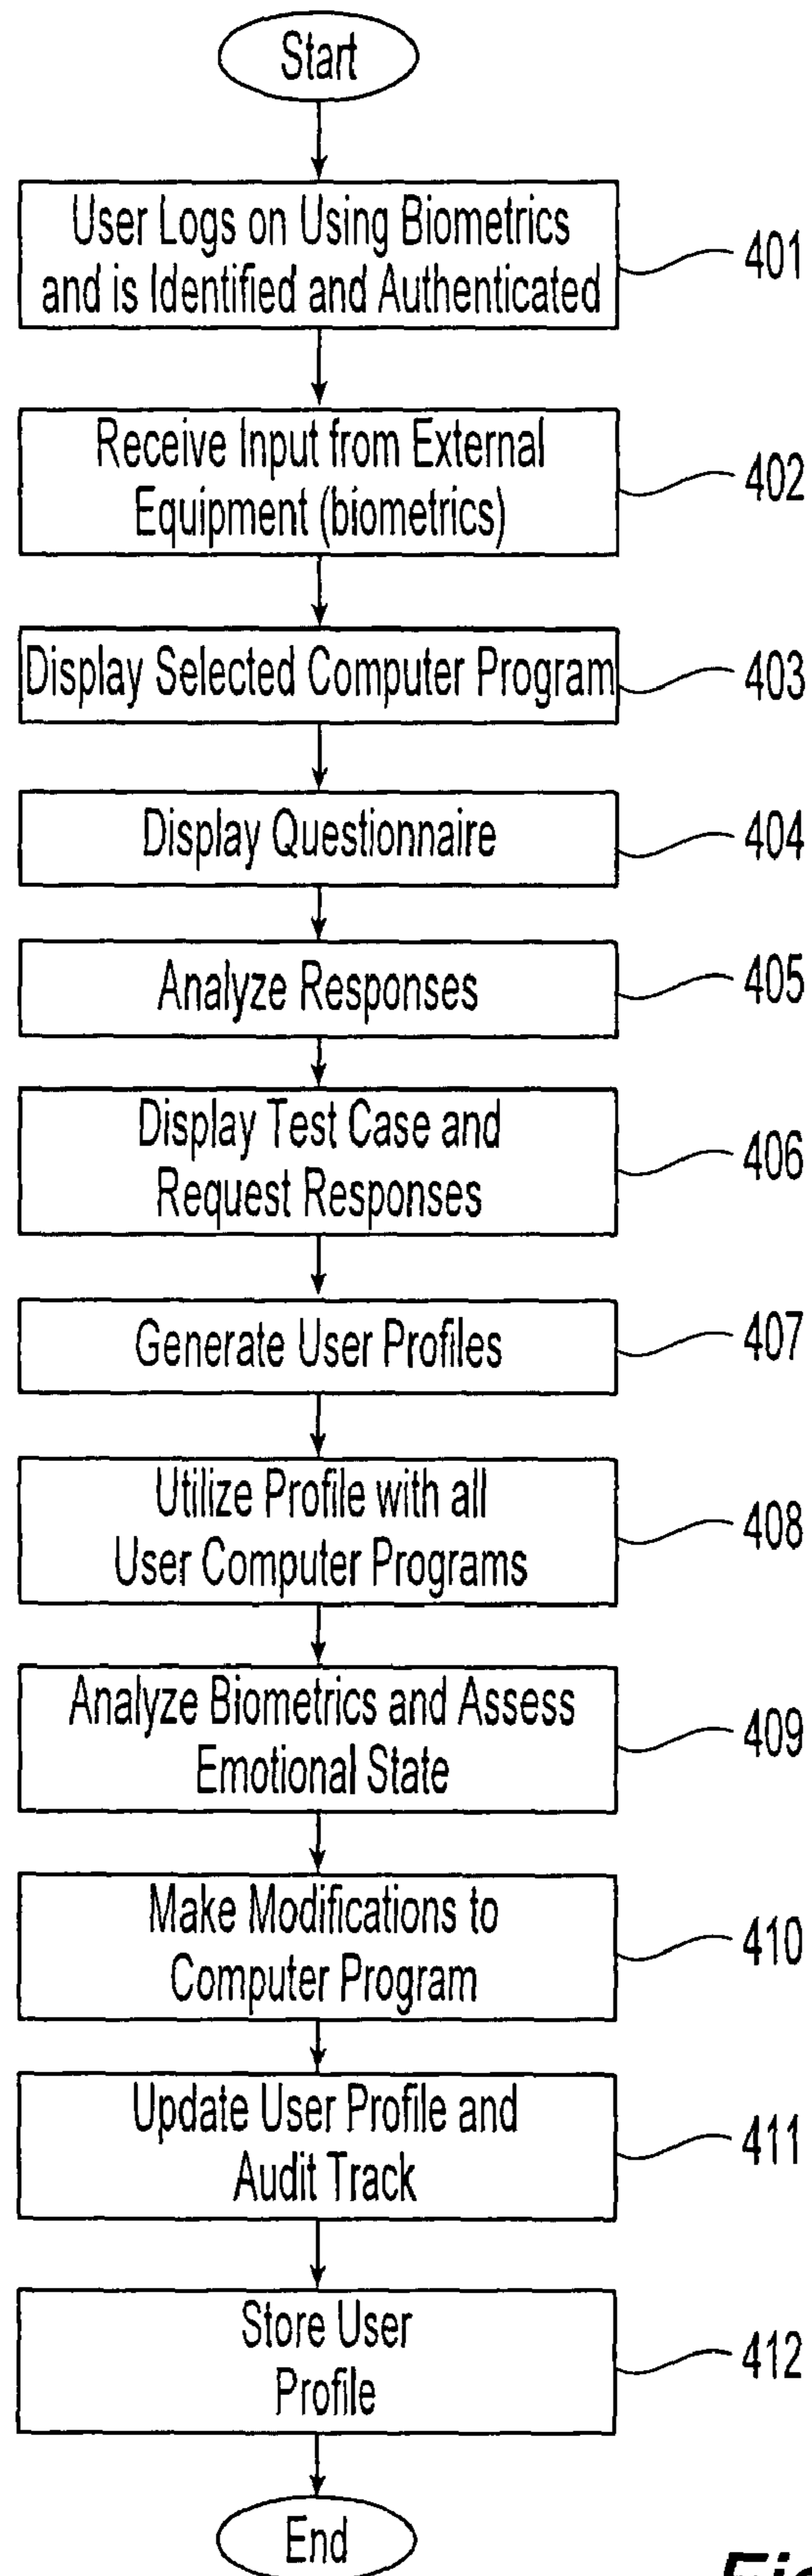 Start
User Logs on Using Biometrics
and is Identified and Authenticated
401
Receive Input from External
Equipment (biometrics)
402
Display Selected Computer Program
403
Display Questionnaire
404
Analyze Responses
405
Display Test Case and
Request Responses
406
Generate User Profiles
407
Utilize Profile with all
User Computer Programs
408
Analyze Biometrics and Assess
Emotional State
409
Make Modifications to
Computer Program
410
Update User Profile and
Audit Track
411
Store User
Profile
412
End